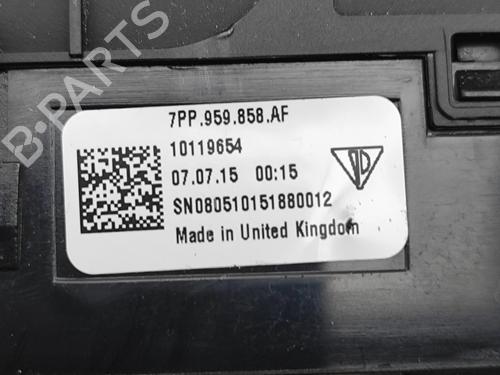 B-PARTS
7PP.959.858.AF
10119654
07.07.15 00:15
SN080510151880012
Made in United Kingdom